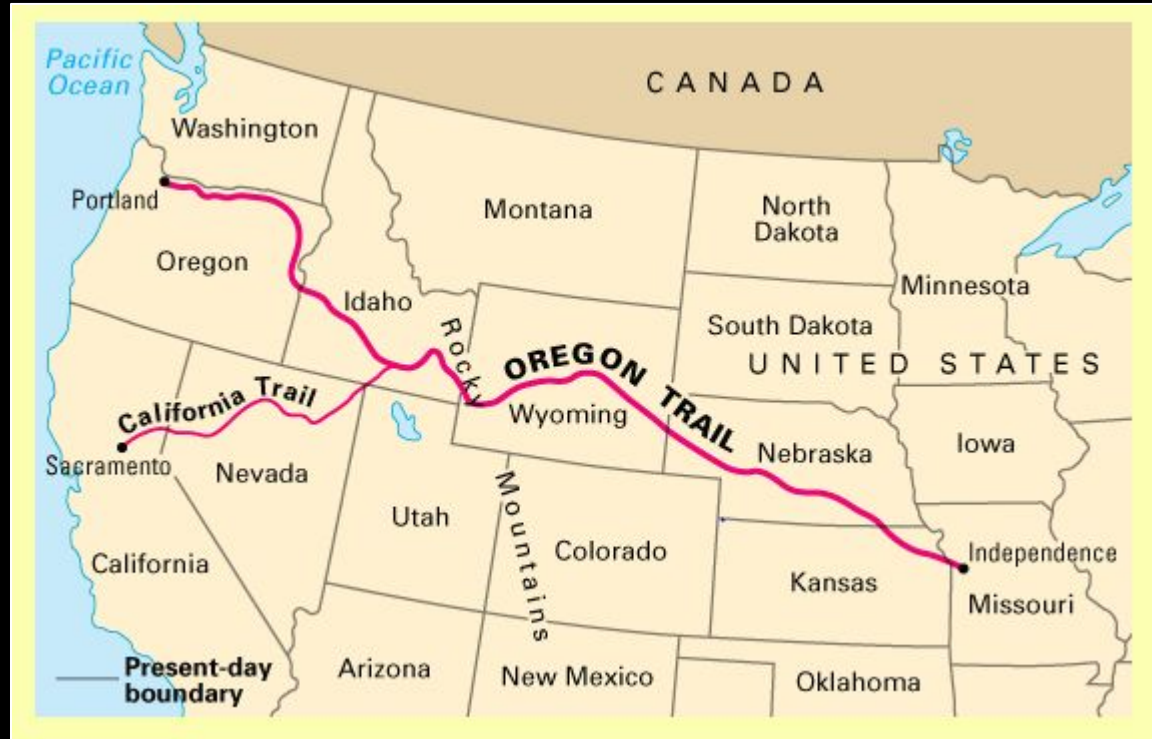 Pacific
Ocean
CANADA
Washington
Portland
Montana
North
Dakota
Oregon
Minnesota
Idaho
Rocky
South Dakota
OREGON TRAIL
UNITED STATES
California Trail
Wyoming
Nebraska
Iowa
Sacramento
Nevada
Mountains
Utah
Colorado
Independence
California
Kansas
Missouri
Present-day
boundary
Arizona
New Mexico
Oklahoma